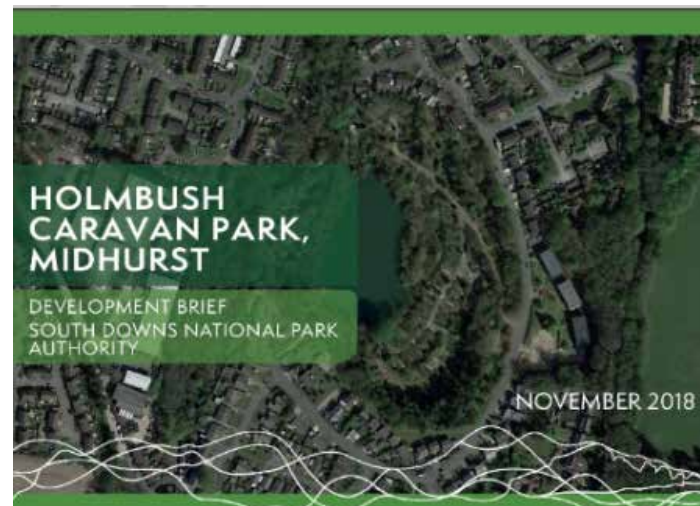 HOLMBUSH
CARAVAN PARK,
MIDHURST
DEVELOPMENT BRIEF
SOUTH DOWNS NATIONAL PARK
AUTHORITY
NOVEMBER 2018